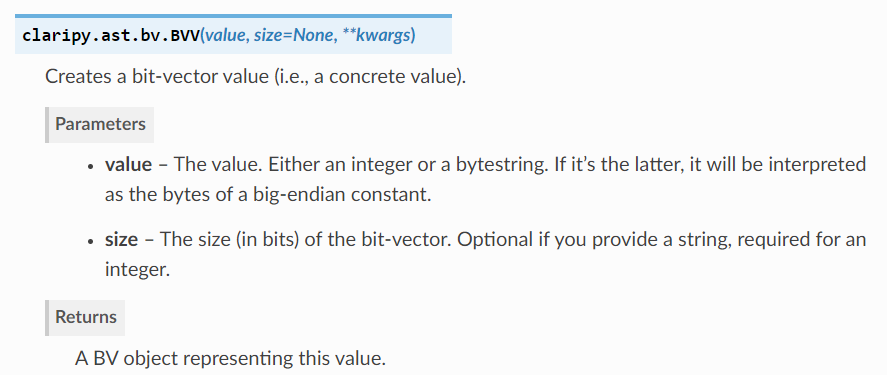 claripy.ast.bv.BVV(value, size=None, **kwargs)
Creates a bit-vector value (i.e., a concrete value).
Parameters
• value – The value. Either an integer or a bytestring. If it’s the latter, it will be interpreted
as the bytes of a big-endian constant.
• size – The size (in bits) of the bit-vector. Optional if you provide a string, required for an
integer.
Returns
A BV object representing this value.